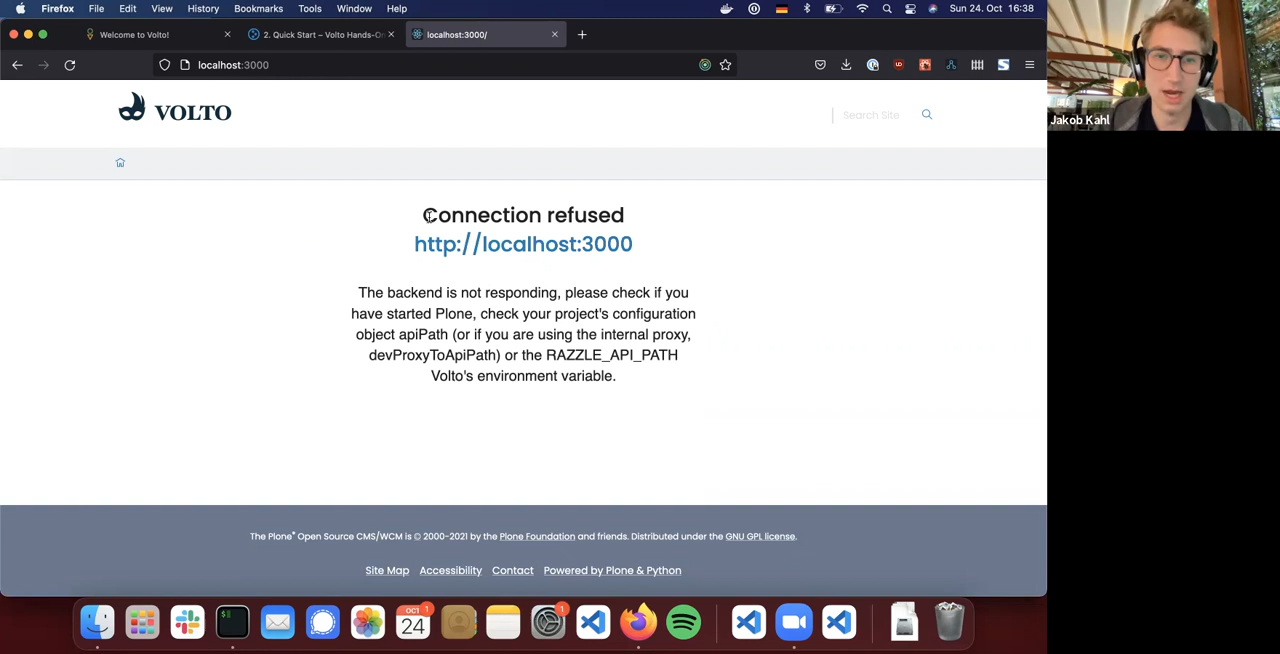 Firefox File Edit View History Bookmarks Tools Window Help Sun 24. Oct 16:38
Welcome to Volto! 2. Quick Start – Volto Hands-On localhost:3000/
localhost:3000
VOLTO
Search Site
Connection refused
http://localhost:3000
The backend is not responding, please check if you
have started Plone, check your project's configuration
object apiPath (or if you are using the internal proxy,
devProxyToApiPath) or the RAZZLE_API_PATH
Volto's environment variable.
The Plone® Open Source CMS/WCM is © 2000-2021 by the Plone Foundation and friends. Distributed under the GNU GPL license.
Site Map Accessibility Contact Powered by Plone & Python
OCT 1
24
1
Jakob Kahl